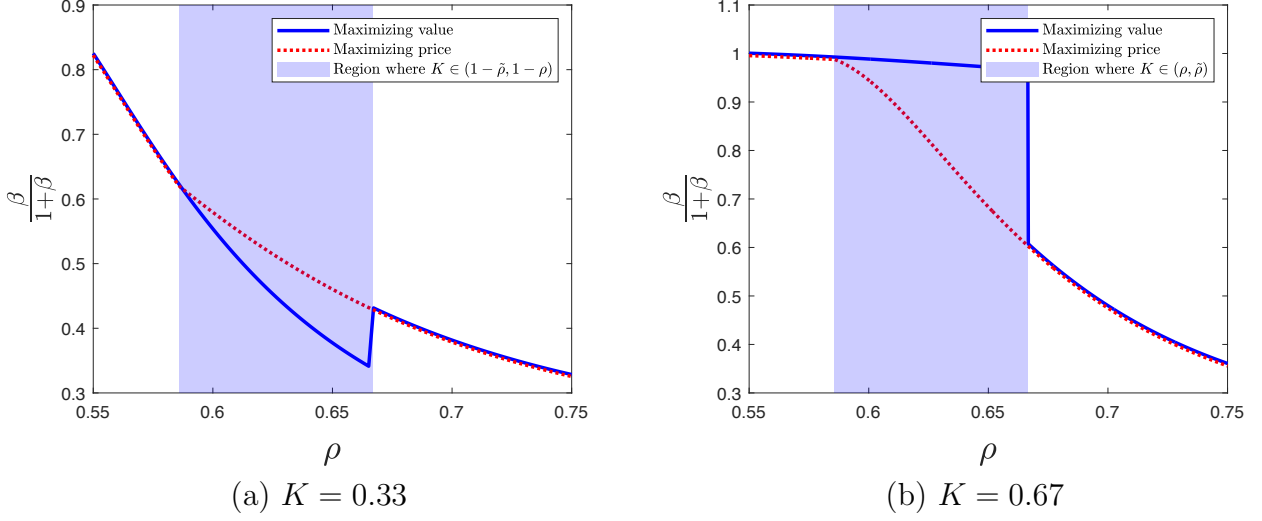 0.9
0.8
0.7
0.6
0.5
0.4
0.3
β
1+β
0.55
0.6
0.65
0.7
0.75
ρ
Maximizing value
Maximizing price
Region where K ∈ (1 − ρ̃, 1 − ρ)
(a) K = 0.33
1.1
1
0.9
0.8
0.7
0.6
0.5
0.4
0.3
β
1+β
0.55
0.6
0.65
0.7
0.75
ρ
Maximizing value
Maximizing price
Region where K ∈ (ρ, ρ̃)
(b) K = 0.67